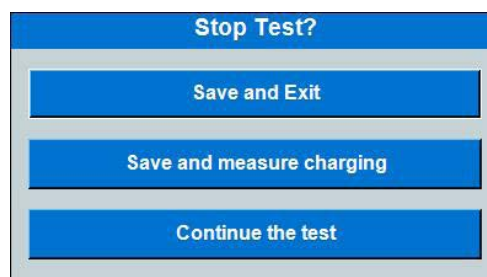 Stop Test?
Save and Exit
Save and measure charging
Continue the test